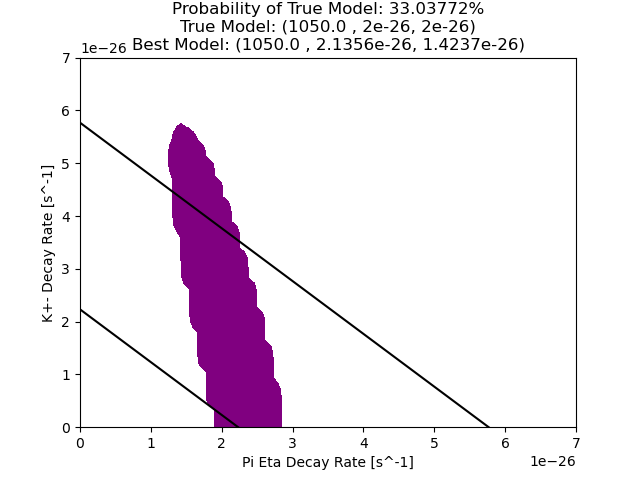 Probability of True Model: 33.03772%
True Model: (1050.0 , 2e-26, 2e-26)
1e−26 Best Model: (1050.0 , 2.1356e-26, 1.4237e-26)
7
6
5
4
3
2
1
0
K+- Decay Rate [s^-1]
0 1 2 3 4 5 6 7
Pi Eta Decay Rate [s^-1]
1e−26